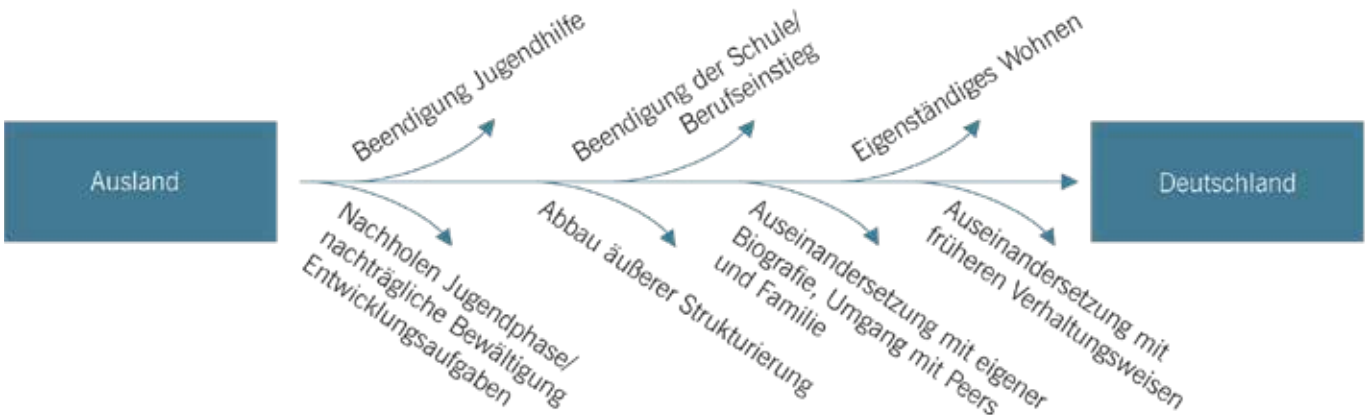 Ausland
Beendigung Jugendhilfe
Beendigung der Schule/
Berufseinstieg
Eigenständiges Wohnen
Nachholen Jugendphase/
nachträgliche Bewältigung
Entwicklungsaufgaben
Abbau äußerer Strukturierung
Auseinandersetzung mit eigener
Biografie, Umgang mit Peers
und Familie
Auseinandersetzung mit
früheren Verhaltungsweisen
Deutschland